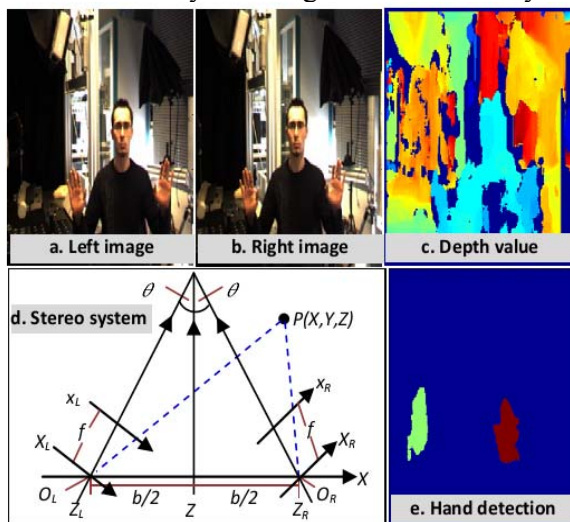 a. Left image
b. Right image
c. Depth value
d. Stereo system
θ θ
P(X,Y,Z)
x_L
x_R
X_L
f
f
X_R
X
O_L
Z_L
b/2
Z
b/2
Z_R
O_R
e. Hand detection